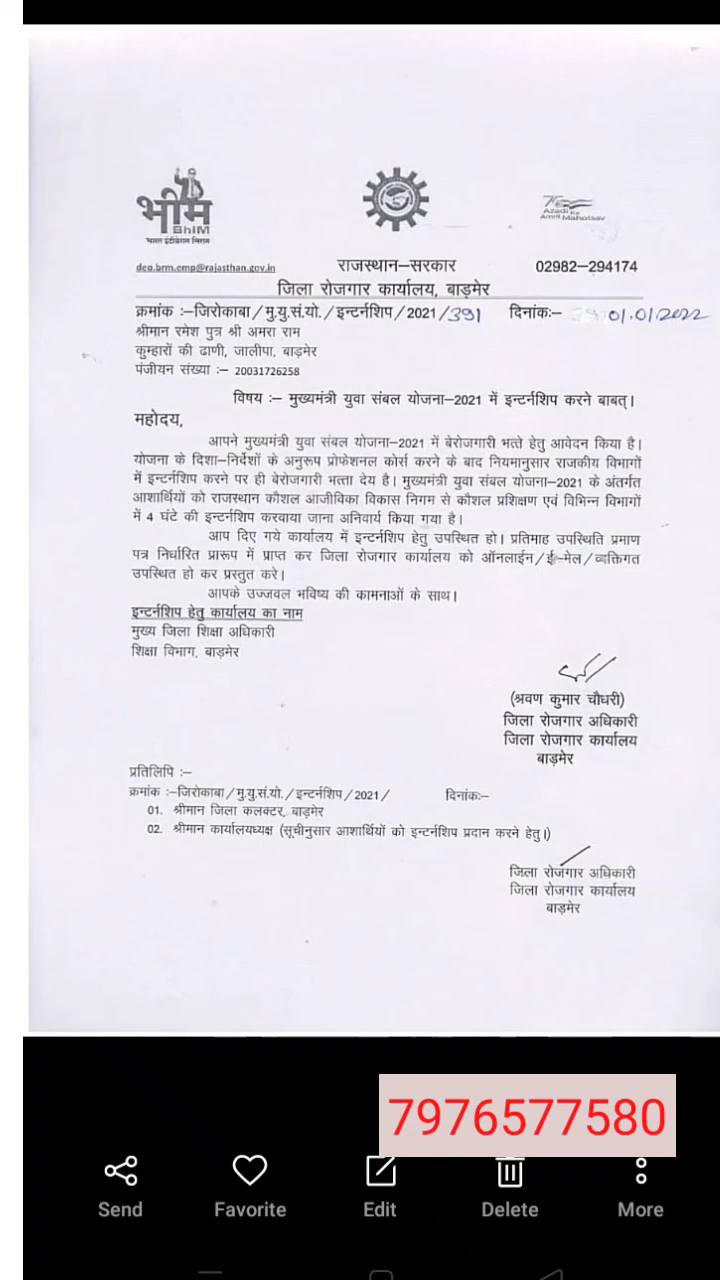 भीम
BHIM
75
Azadi Ka
Amrit Mahotsav
dco.brm.emp@rajasthan.gov.in राजस्थान–सरकार 02982–294174
जिला रोजगार कार्यालय, बाड़मेर
क्रमांक :–जिरोकाबा/मु.यु.सं.यो./इन्टर्नशिप/2021/391 दिनांकः– 01.01.2022
श्रीमान रमेश पुत्र श्री अमरा राम
कुम्हारों की ढाणी, जालीपा, बाड़मेर
पंजीयन संख्या :– 20031726258
विषय :– मुख्यमंत्री युवा संबल योजना–2021 में इन्टर्नशिप करने बाबत्।
महोदय,
आपने मुख्यमंत्री युवा संबल योजना–2021 में बेरोजगारी भत्ते हेतु आवेदन किया है।
योजना के दिशा–निर्देशों के अनुरूप प्रोफेशनल कोर्स करने के बाद नियमानुसार राजकीय विभागों
में इन्टर्नशिप करने पर ही बेरोजगारी भत्त्ता देय है। मुख्यमंत्री युवा संबल योजना–2021 के अंतर्गत
आशार्थियों को राजस्थान कौशल आजीविका विकास निगम से कौशल प्रशिक्षण एवं विभिन्न विभागों
में 4 घंटे की इन्टर्नशिप करवाया जाना अनिवार्य किया गया है।
आप दिए गये कार्यालय में इन्टर्नशिप हेतु उपस्थित हो। प्रतिमाह उपस्थिति प्रमाण
पत्र निर्धारित प्रारूप में प्राप्त कर जिला रोजगार कार्यालय को ऑनलाईन/ई–मेल/व्यक्तिगत
उपस्थित हो कर प्रस्तुत करे।
आपके उज्जवल भविष्य की कामनाओं के साथ।
इन्टर्नशिप हेतु कार्यालय का नाम
मुख्य जिला शिक्षा अधिकारी
शिक्षा विभाग, बाड़मेर
(श्रवण कुमार चौधरी)
जिला रोजगार अधिकारी
जिला रोजगार कार्यालय
बाड़मेर
प्रतिलिपि :–
क्रमांक :–जिरोकाबा/मु.यु.सं.यो./इन्टर्नशिप/2021/ दिनांकः–
01. श्रीमान जिला कलक्टर, बाड़मेर
02. श्रीमान कार्यालयध्यक्ष (सूचीनुसार आशार्थियों को इन्टर्नशिप प्रदान करने हेतु।)
जिला रोजगार अधिकारी
जिला रोजगार कार्यालय
बाड़मेर
7976577580
Send Favorite Edit Delete More